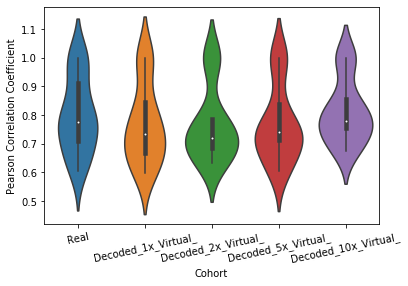 1.1
1.0
0.9
0.8
0.7
0.6
0.5
Pearson Correlation Coefficient
Real
Decoded_1x_Virtual_
Decoded_2x_Virtual_
Decoded_5x_Virtual_
Decoded_10x_Virtual_
Cohort